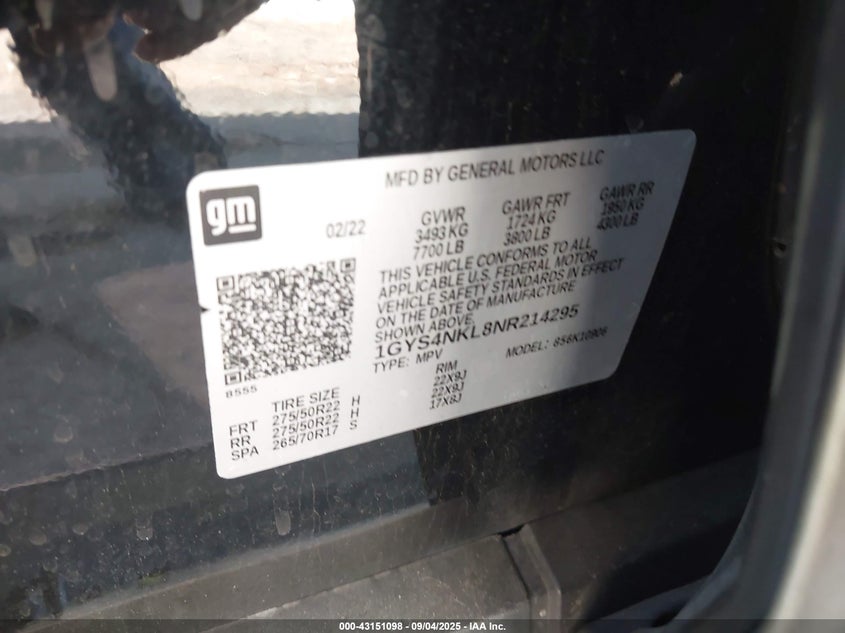 MFD BY GENERAL MOTORS LLC
gm
02/22
GVWR GAWR FRT GAWR RR
3493 KG 1724 KG 1950 KG
7700 LB 3800 LB 4300 LB
THIS VEHICLE CONFORMS TO ALL
APPLICABLE U.S. FEDERAL MOTOR
VEHICLE SAFETY STANDARDS IN EFFECT
ON THE DATE OF MANUFACTURE
SHOWN ABOVE.
1GYS4NKL8NR214295
TYPE: MPV MODEL: 856K10906
B555
TIRE SIZE RIM
FRT 275/50R22 H 22X9J
RR 275/50R22 H 22X9J
SPA 265/70R17 S 17X8J
000-43151098 - 09/04/2025 - IAA Inc.